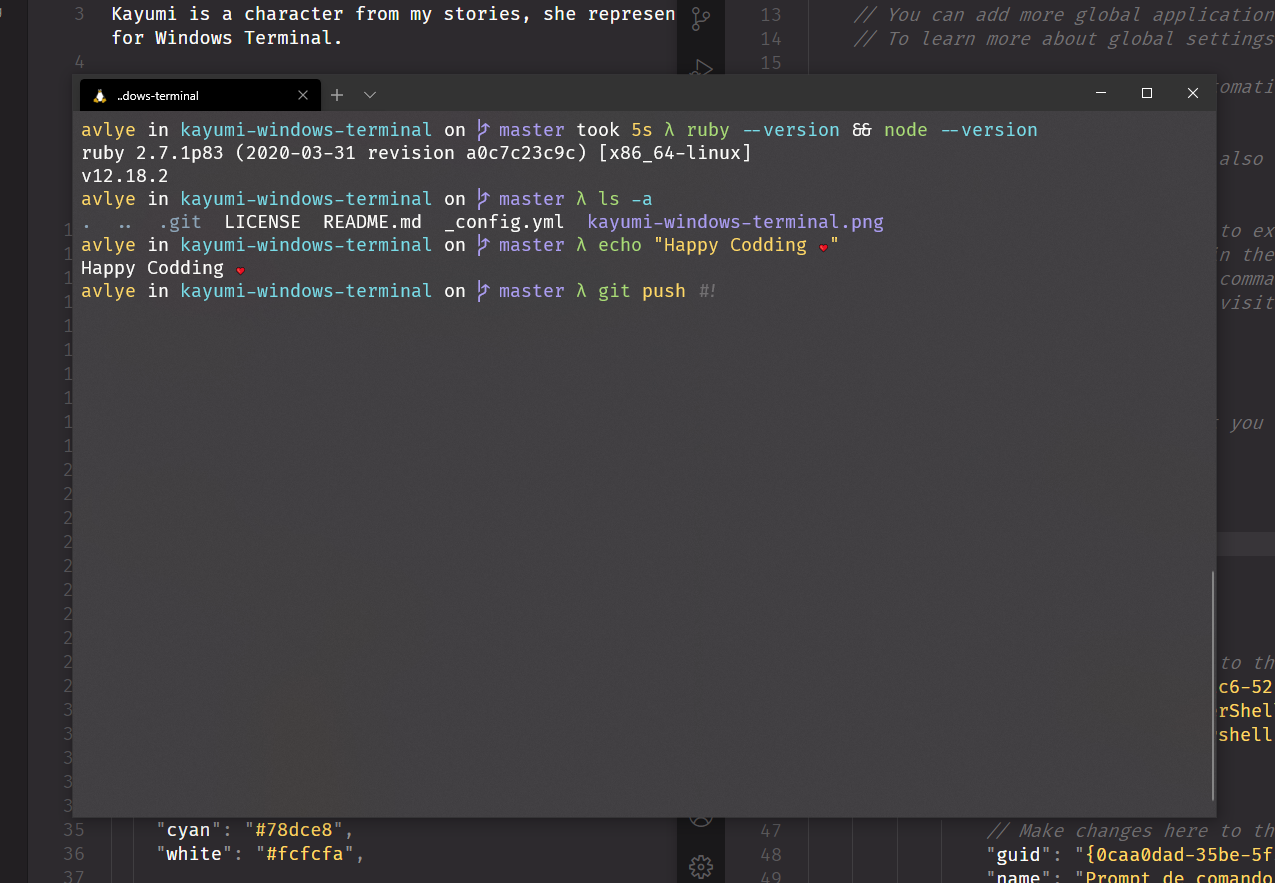 3 Kayumi is a character from my stories, she represen
for Windows Terminal.
4
13 // You can add more global application
14 // To learn more about global settings
15
omati
also
to ex
in the
comma
visit
you
..dows-terminal
avlye in kayumi-windows-terminal on master took 5s λ ruby --version && node --version
ruby 2.7.1p83 (2020-03-31 revision a0c7c23c9c) [x86_64-linux]
v12.18.2
avlye in kayumi-windows-terminal on master λ ls -a
. .. .git LICENSE README.md _config.yml kayumi-windows-terminal.png
avlye in kayumi-windows-terminal on master λ echo "Happy Codding ❤"
Happy Codding ❤
avlye in kayumi-windows-terminal on master λ git push #!
to th
c6-52
rShel
shell
35 "cyan": "#78dce8",
36 "white": "#fcfcfa",
37
47 // Make changes here to th
48 "guid": "{0caa0dad-35be-5f
49 "name": "Prompt de comando